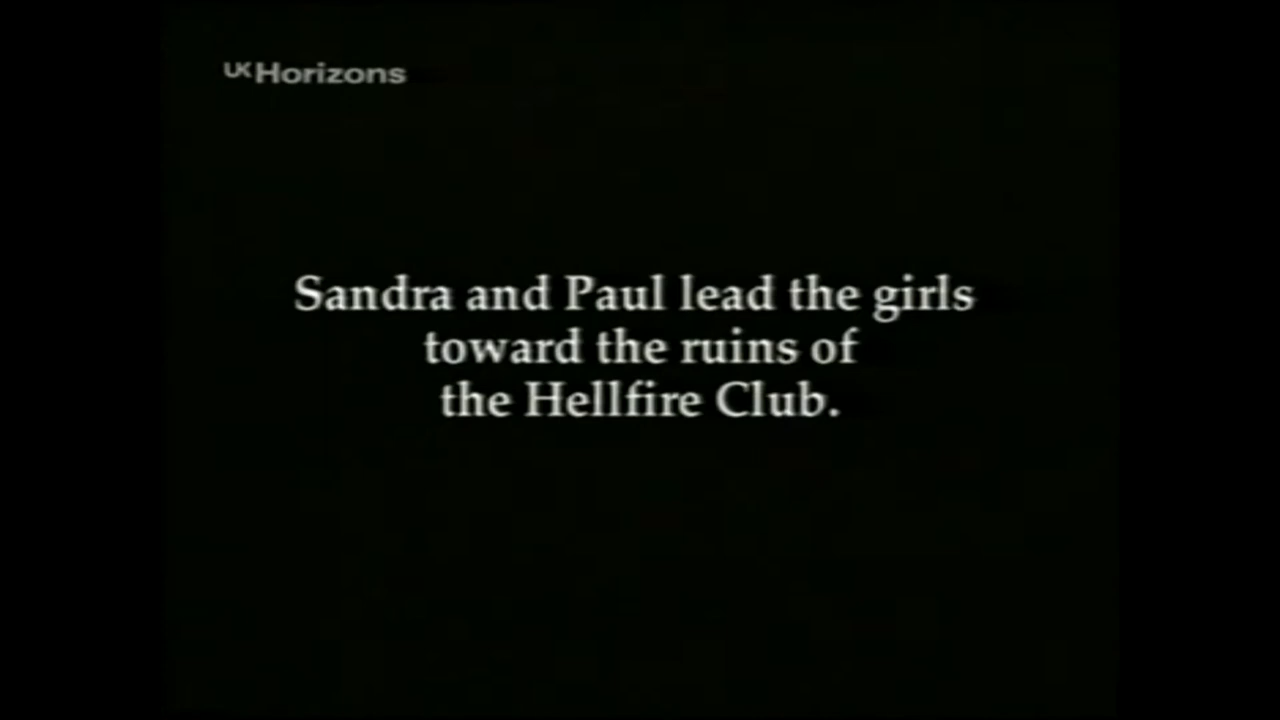 UKHorizons
Sandra and Paul lead the girls
toward the ruins of
the Hellfire Club.